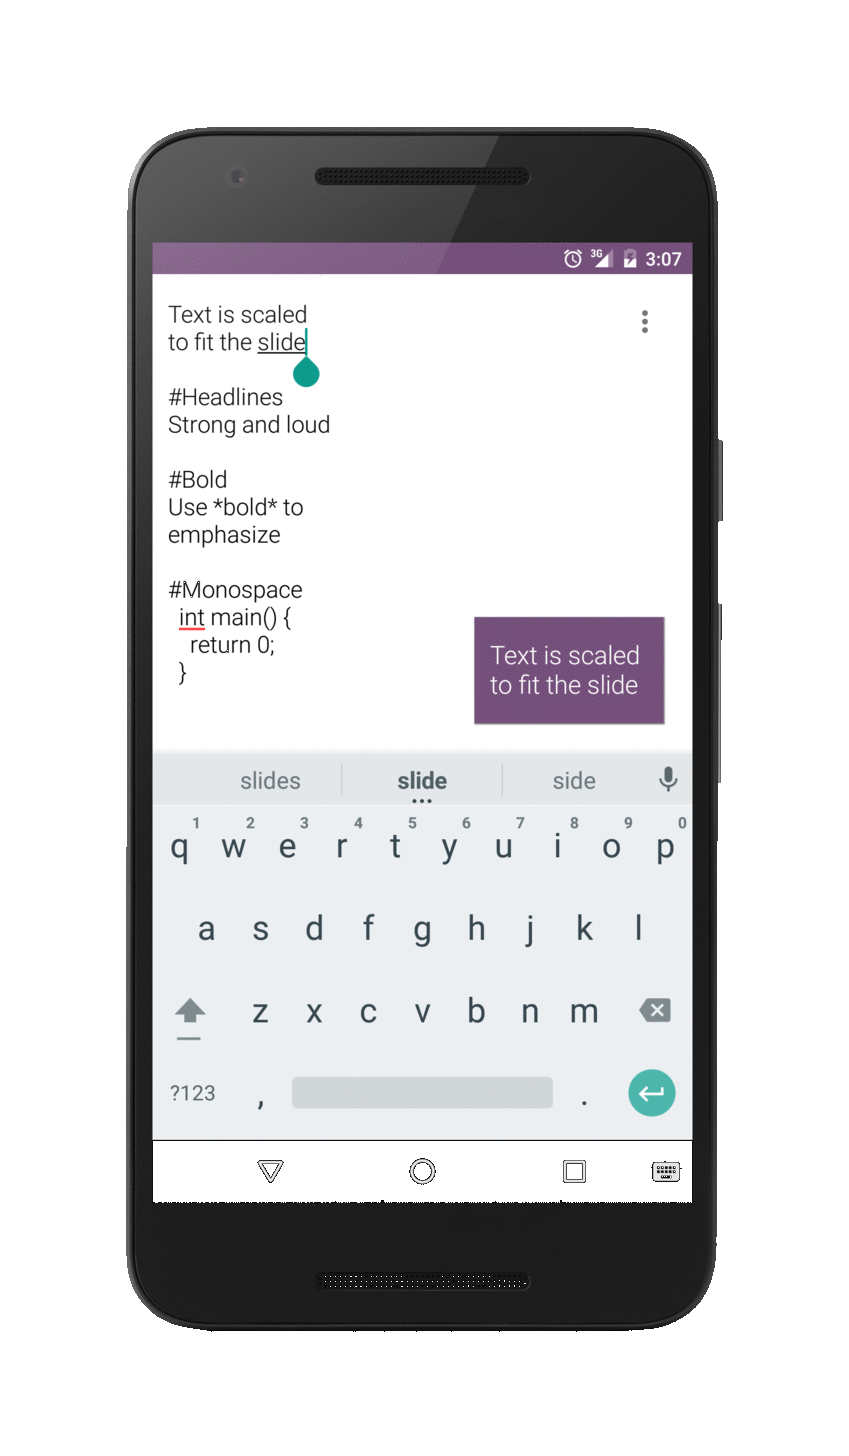 3G 3:07
Text is scaled
to fit the slide
#Headlines
Strong and loud
#Bold
Use *bold* to
emphasize
#Monospace
int main() {
return 0;
}
Text is scaled
to fit the slide
slides slide side
1 2 3 4 5 6 7 8 9 0
q w e r t y u i o p
a s d f g h j k l
z x c v b n m
?123 , .